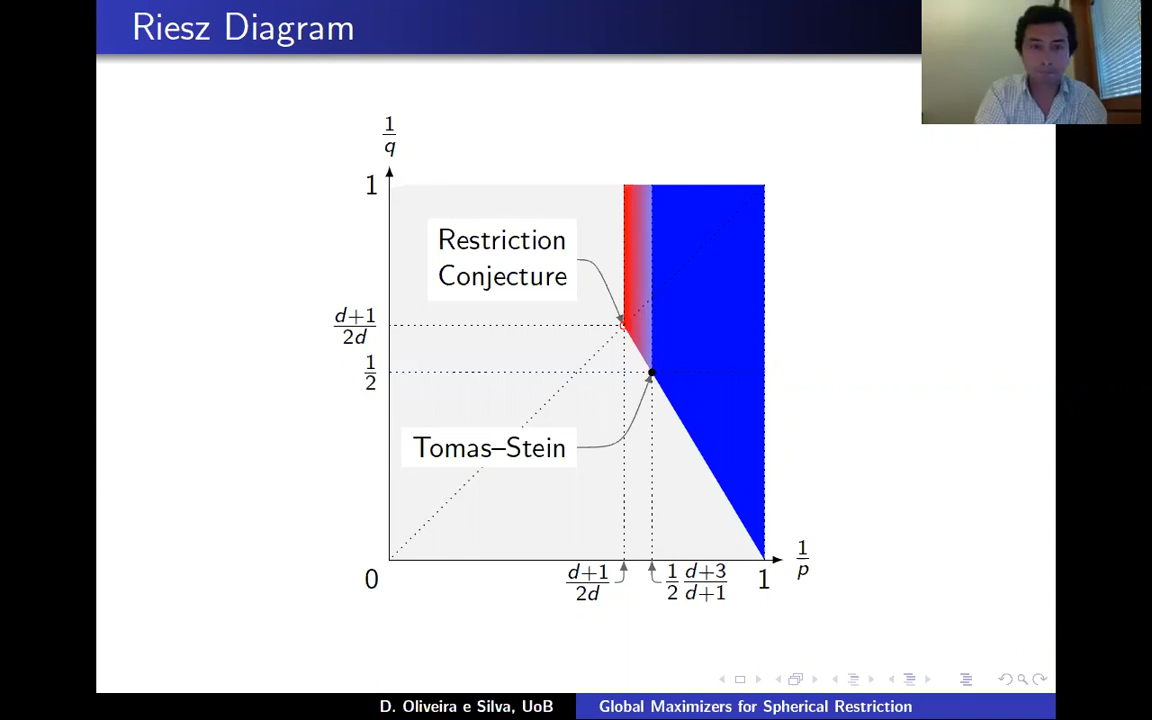 Riesz Diagram
1/q
1
Restriction
Conjecture
d+1/2d
1/2
Tomas–Stein
0
d+1/2d
1/2 d+3/d+1
1
1/p
D. Oliveira e Silva, UoB
Global Maximizers for Spherical Restriction